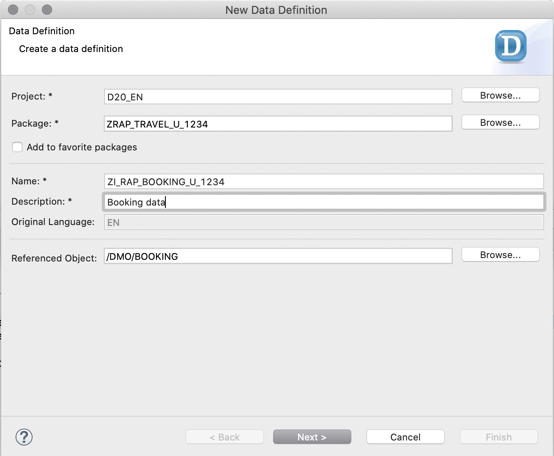 New Data Definition
Data Definition
Create a data definition
D
Project: * D20_EN Browse...
Package: * ZRAP_TRAVEL_U_1234 Browse...
Add to favorite packages
Name: * ZI_RAP_BOOKING_U_1234
Description: * Booking data
Original Language: EN
Referenced Object: /DMO/BOOKING Browse...
? < Back Next > Cancel Finish